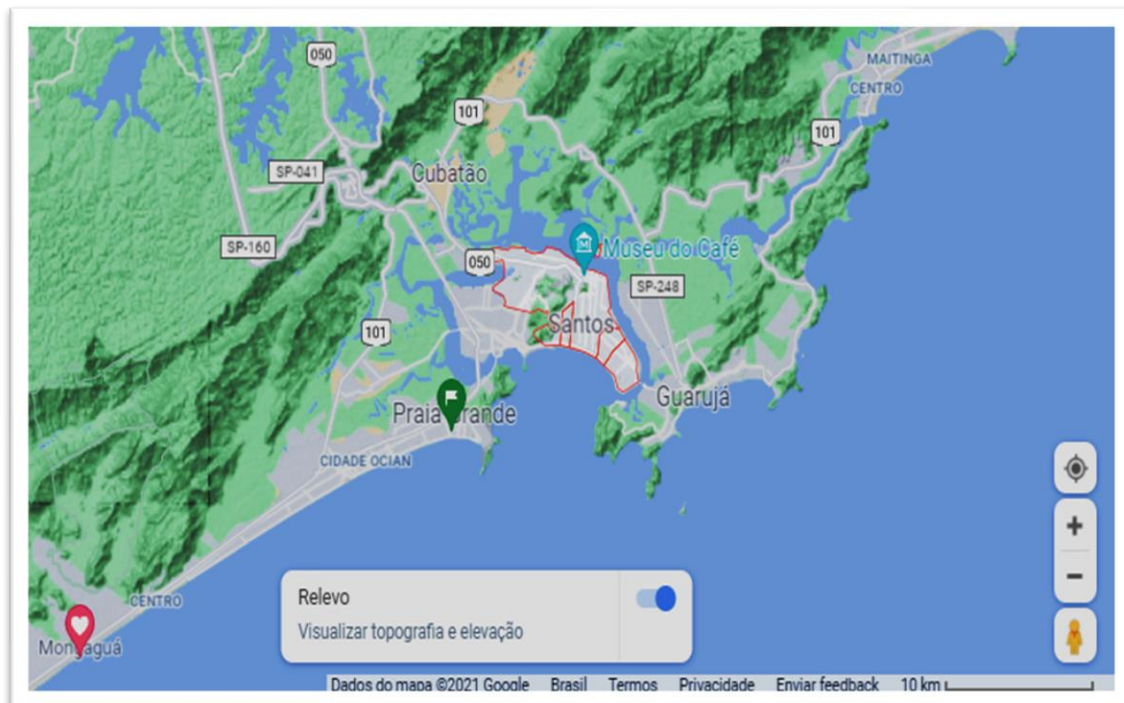 050
MAITINGA
CENTRO
101
101
Cubatão
SP-041
SP-160
Museu do Café
050
SP-248
101
Santos
Guarujá
Praia Grande
CIDADE OCIAN
Relevo
CENTRO
Visualizar topografia e elevação
Mongaguá
Dados do mapa ©2021 Google Brasil Termos Privacidade Enviar feedback 10 km